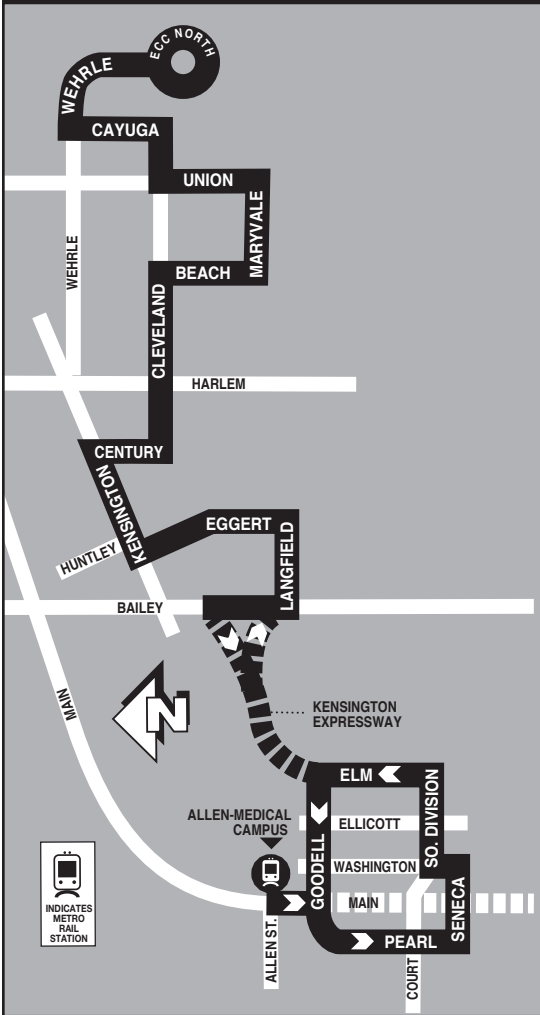 ECC NORTH
WEHRLE
CAYUGA
UNION
MARYVALE
WEHRLE
BEACH
CLEVELAND
HARLEM
CENTURY
KENSINGTON
EGGERT
LANGFIELD
HUNTLEY
BAILEY
MAIN
N
KENSINGTON
EXPRESSWAY
ELM
SO. DIVISION
ALLEN-MEDICAL
CAMPUS
ELLICOTT
GOODELL
WASHINGTON
MAIN
SENECA
INDICATES
METRO
RAIL
STATION
ALLEN ST.
PEARL
COURT